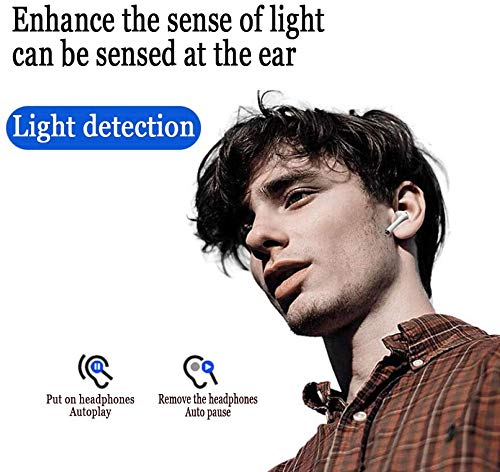 Enhance the sense of light
can be sensed at the ear
Light detection
Put on headphones
Autoplay
Remove the headphones
Auto pause